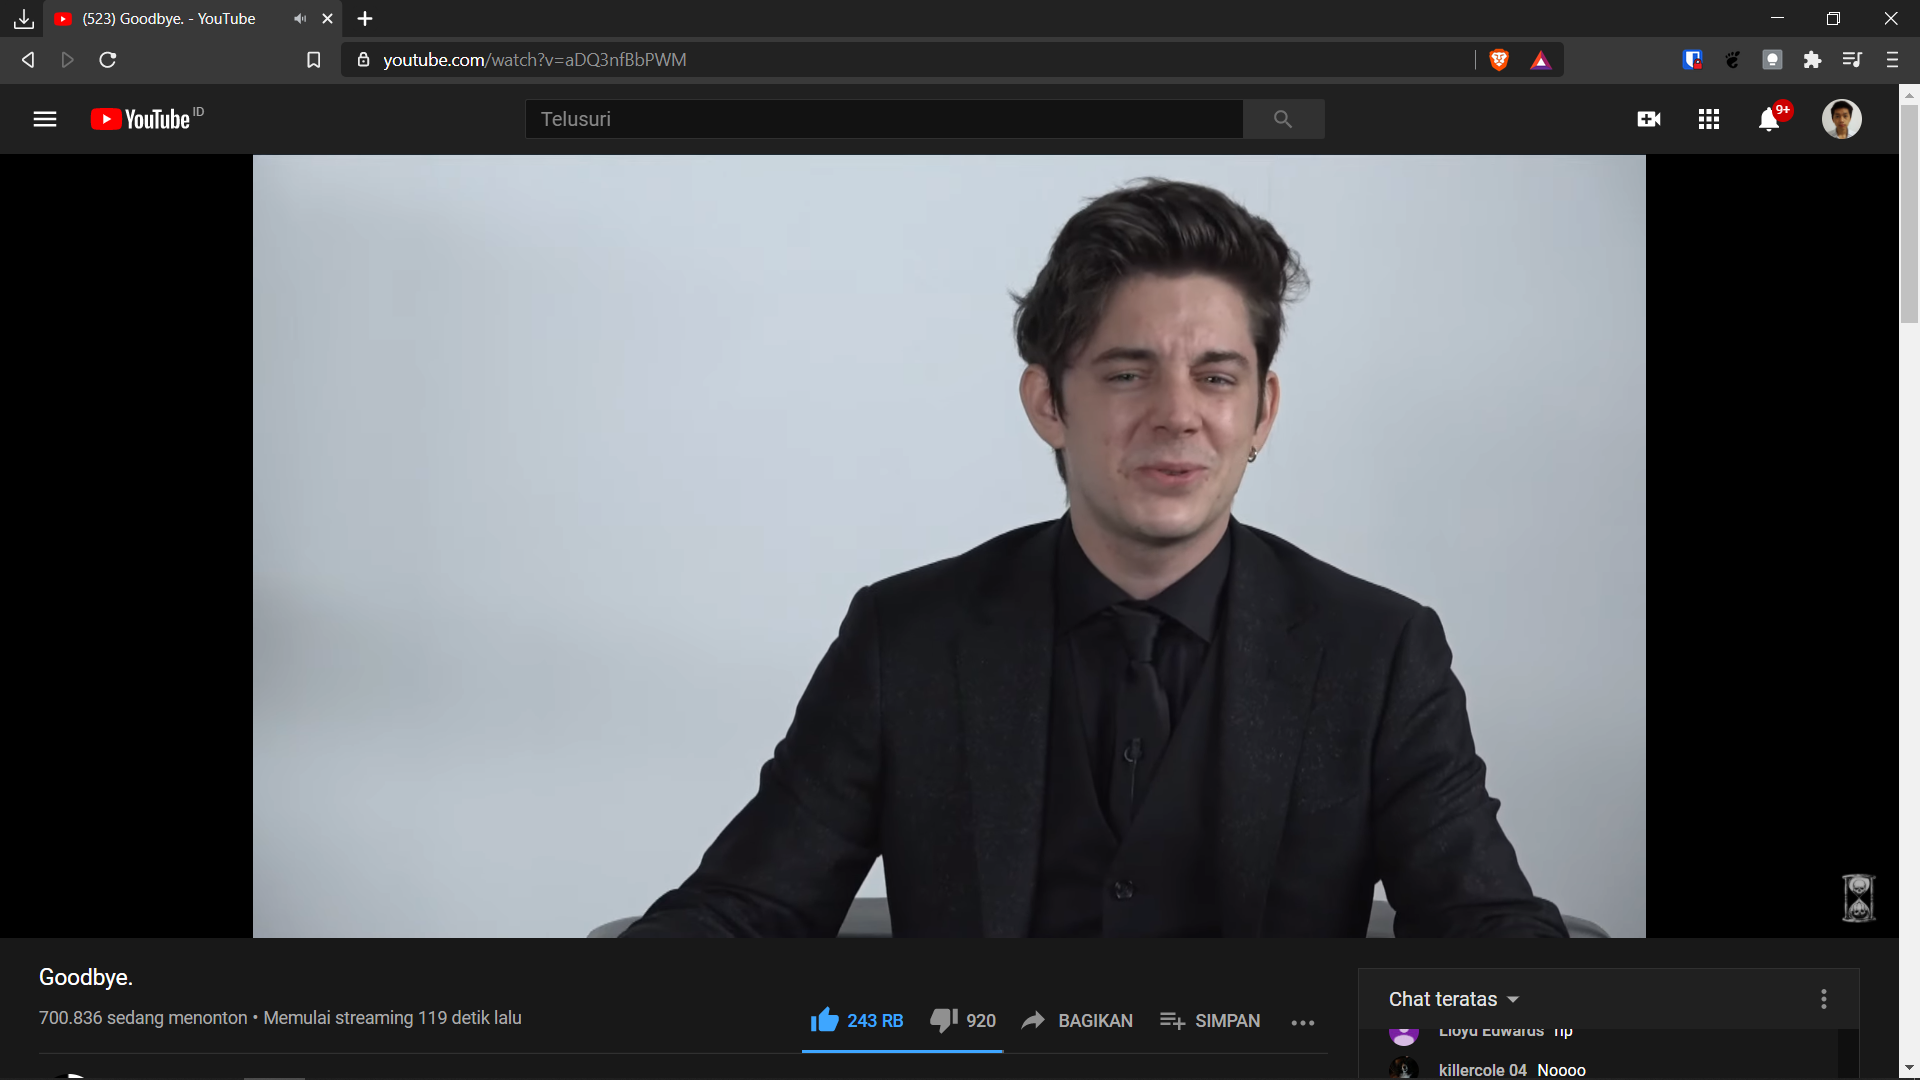 (523) Goodbye. - YouTube
youtube.com/watch?v=aDQ3nfBbPWM
YouTube ID
Telusuri
9+
Goodbye.
700.836 sedang menonton • Memulai streaming 119 detik lalu
243 RB
920
BAGIKAN
SIMPAN
Chat teratas
Lloyd Edwards rip
killercole 04 Noooo